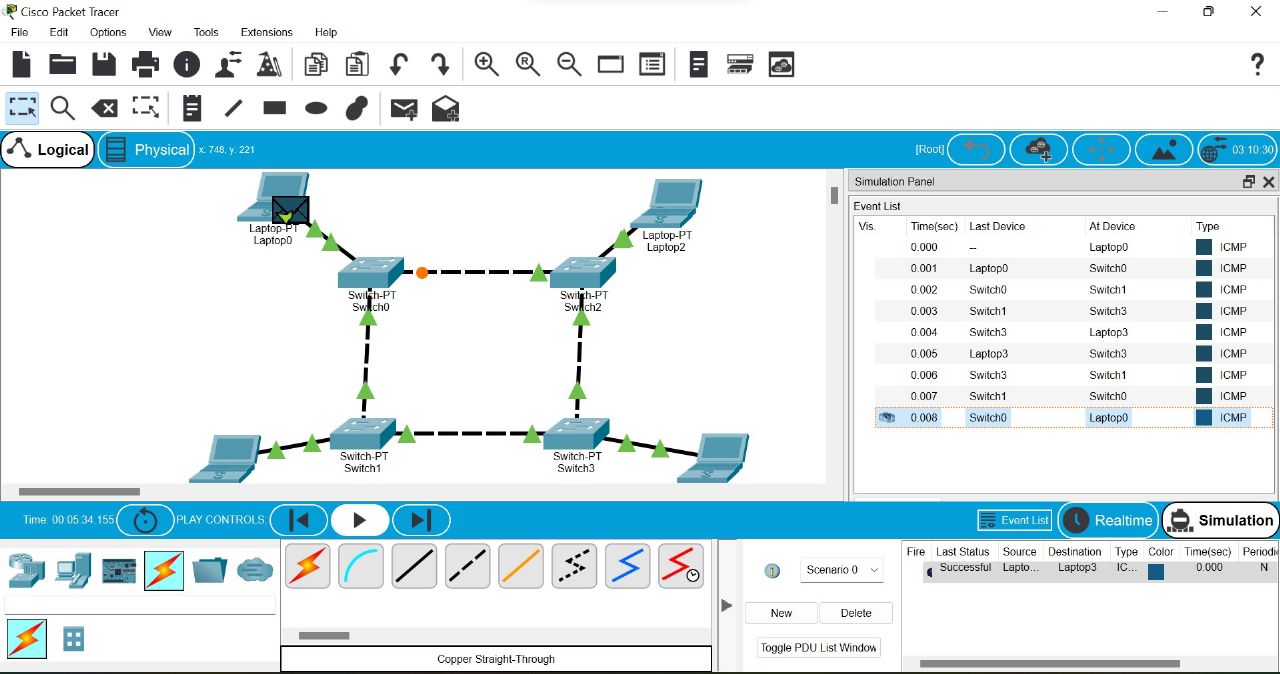 Cisco Packet Tracer
File Edit Options View Tools Extensions Help
Logical Physical x: 748, y: 221 [Root] 03:10:30
Laptop-PT
Laptop0
Laptop-PT
Laptop2
Switch-PT
Switch0
Switch-PT
Switch2
Switch-PT
Switch1
Switch-PT
Switch3
Simulation Panel
Event List
Vis. Time(sec) Last Device At Device Type
0.000 -- Laptop0 ICMP
0.001 Laptop0 Switch0 ICMP
0.002 Switch0 Switch1 ICMP
0.003 Switch1 Switch3 ICMP
0.004 Switch3 Laptop3 ICMP
0.005 Laptop3 Switch3 ICMP
0.006 Switch3 Switch1 ICMP
0.007 Switch1 Switch0 ICMP
0.008 Switch0 Laptop0 ICMP
Time: 00:05:34.155 PLAY CONTROLS: Event List Realtime Simulation
Copper Straight-Through
Scenario 0
New Delete
Toggle PDU List Window
Fire Last Status Source Destination Type Color Time(sec) Periodi
Successful Lapto... Laptop3 IC... 0.000 N